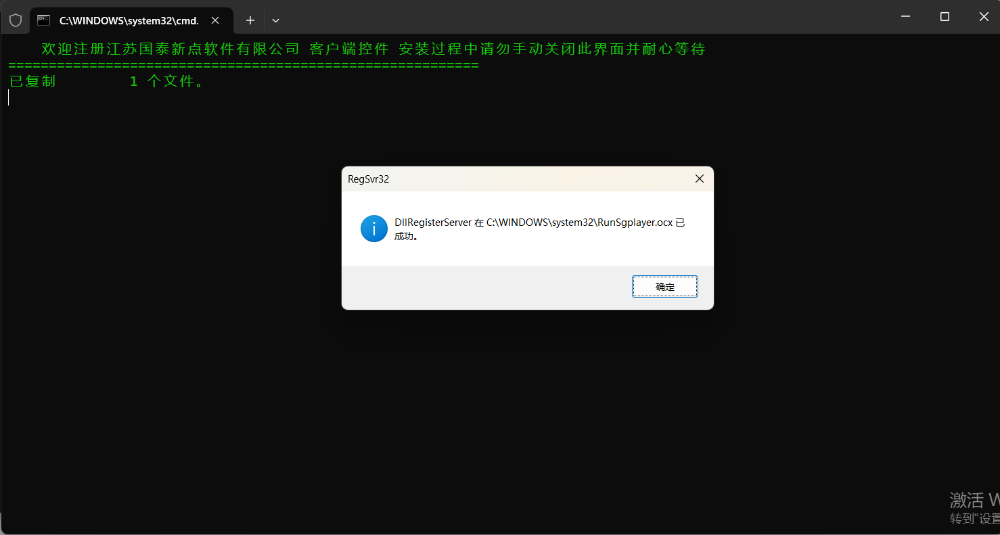 C:\WINDOWS\system32\cmd.
欢迎注册江苏国泰新点软件有限公司 客户端控件 安装过程中请勿手动关闭此界面并耐心等待
==========================================================
已复制         1 个文件。
RegSvr32
DllRegisterServer 在 C:\WINDOWS\system32\RunSgplayer.ocx 已
成功。
确定
激活 W
转到"设置